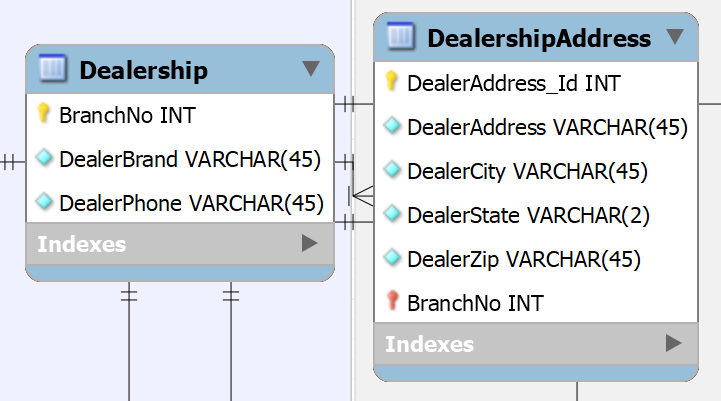 Dealership
BranchNo INT
DealerBrand VARCHAR(45)
DealerPhone VARCHAR(45)
Indexes
DealershipAddress
DealerAddress_Id INT
DealerAddress VARCHAR(45)
DealerCity VARCHAR(45)
DealerState VARCHAR(2)
DealerZip VARCHAR(45)
BranchNo INT
Indexes